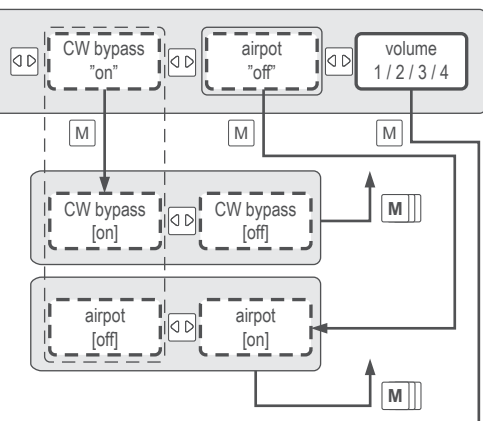 CW bypass
"on"
airpot
"off"
volume
1 / 2 / 3 / 4
M
M
M
CW bypass
[on]
CW bypass
[off]
M
airpot
[off]
airpot
[on]
M